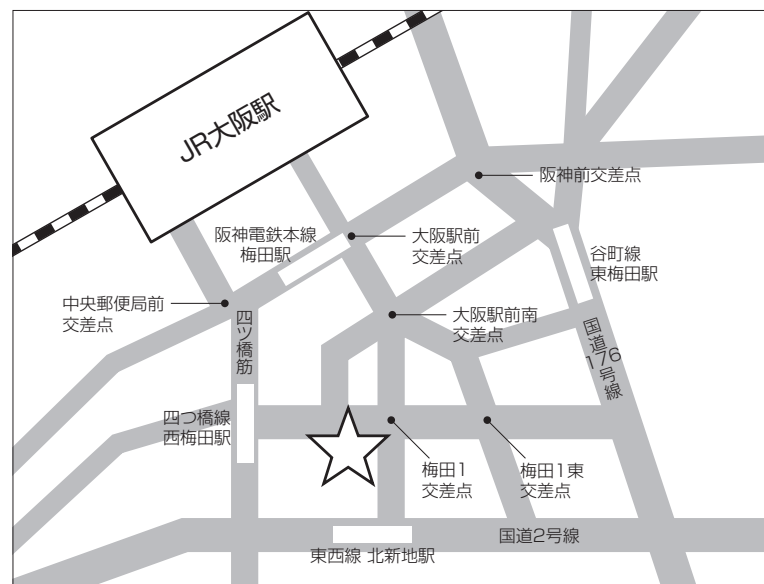 JR大阪駅
阪神前交差点
阪神電鉄本線
梅田駅
大阪駅前
交差点
谷町線
東梅田駅
中央郵便局前
交差点
四ツ橋筋
大阪駅前南
交差点
国道176号線
四つ橋線
西梅田駅
梅田1
交差点
梅田1東
交差点
国道2号線
東西線 北新地駅